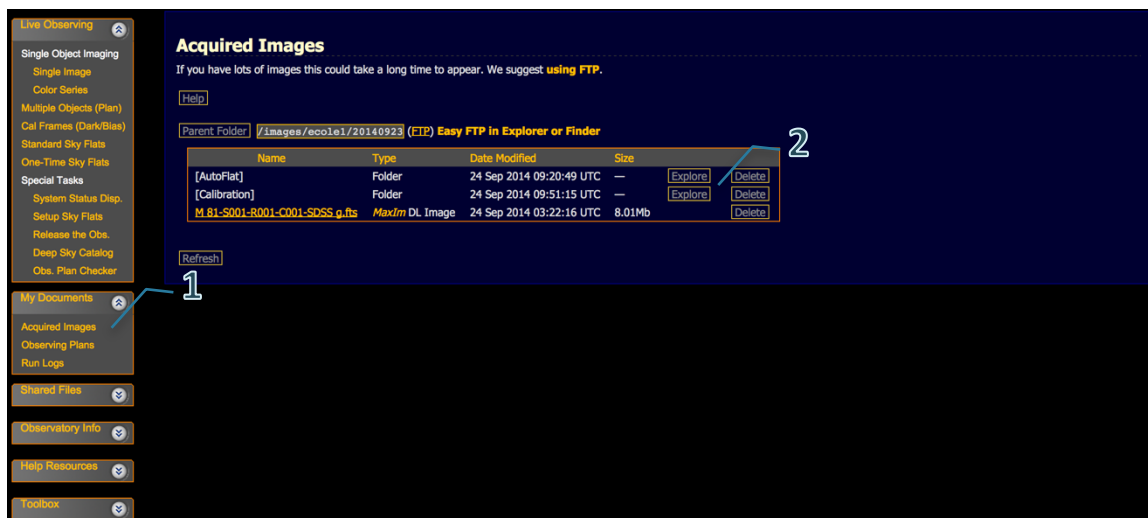 Live Observing
Single Object Imaging
Single Image
Color Series
Multiple Objects (Plan)
Cal Frames (Dark/Bias)
Standard Sky Flats
One-Time Sky Flats
Special Tasks
System Status Disp.
Setup Sky Flats
Release the Obs.
Deep Sky Catalog
Obs. Plan Checker
My Documents
Acquired Images
Observing Plans
Run Logs
Shared Files
Observatory Info
Help Resources
Toolbox
1
Acquired Images
If you have lots of images this could take a long time to appear. We suggest using FTP.
Help
Parent Folder /images/ecole1/20140923 (FTP) Easy FTP in Explorer or Finder
2
Name Type Date Modified Size
[AutoFlat] Folder 24 Sep 2014 09:20:49 UTC — Explore Delete
[Calibration] Folder 24 Sep 2014 09:51:15 UTC — Explore Delete
M 81-S001-R001-C001-SDSS g.fts MaxIm DL Image 24 Sep 2014 03:22:16 UTC 8.01Mb Delete
Refresh